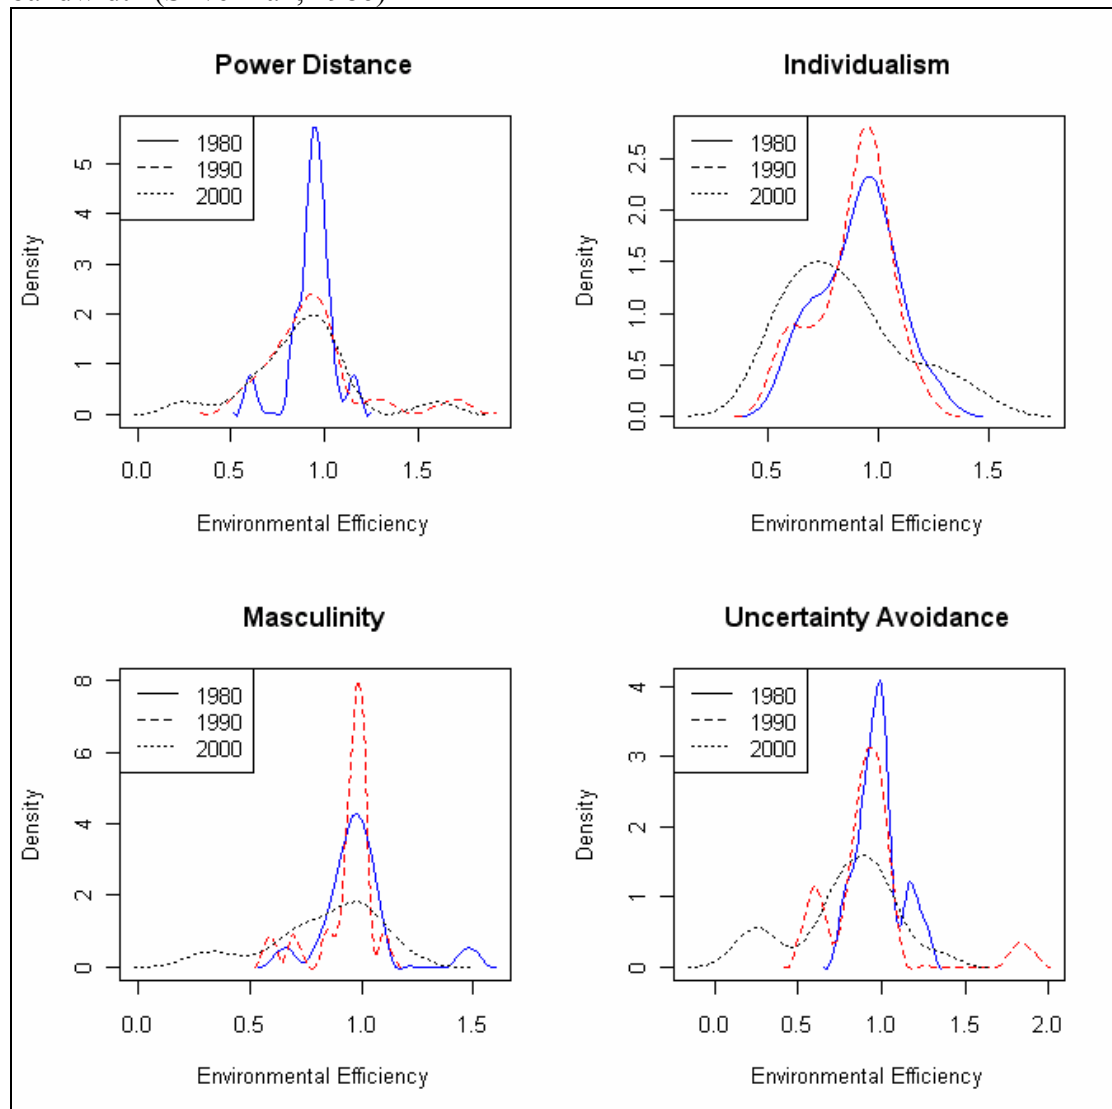 Power Distance
1980
1990
2000
Density
0 1 2 3 4 5
0.0 0.5 1.0 1.5
Environmental Efficiency
Individualism
1980
1990
2000
Density
0.0 0.5 1.0 1.5 2.0 2.5
0.5 1.0 1.5
Environmental Efficiency
Masculinity
1980
1990
2000
Density
0 2 4 6 8
0.0 0.5 1.0 1.5
Environmental Efficiency
Uncertainty Avoidance
1980
1990
2000
Density
0 1 2 3 4
0.0 0.5 1.0 1.5 2.0
Environmental Efficiency